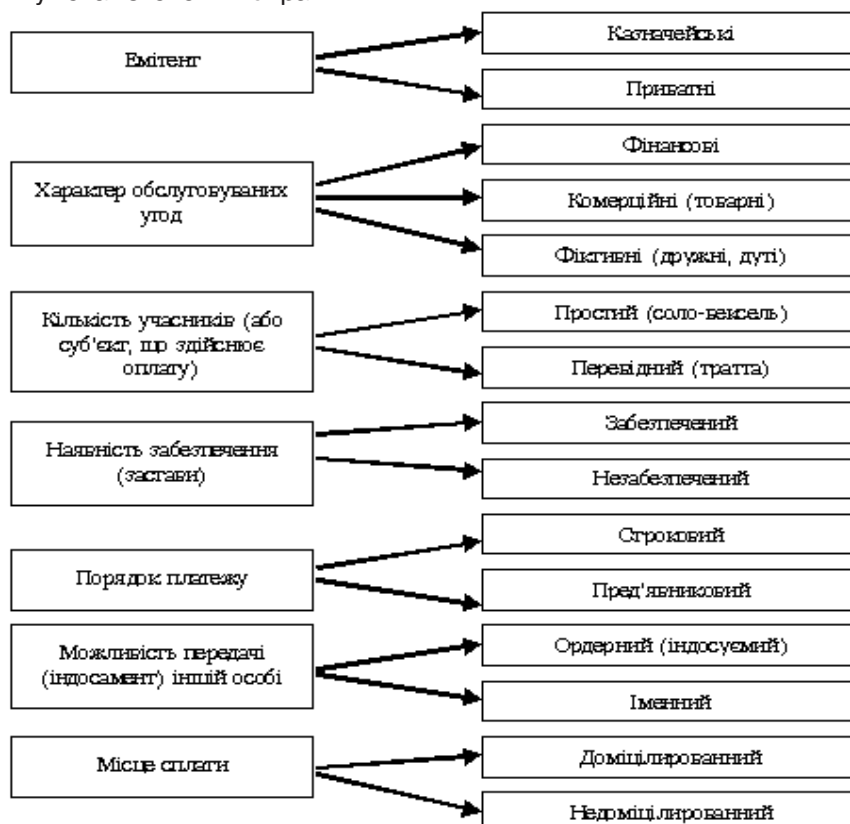 Емітент
Казначейські
Приватні
Характер обслуговуваних
угод
Фінансові
Комерційні (товарні)
Фіктивні (дружні, дуті)
Кількість учасників (або
суб'єкт, що здійснює
оплату)
Простий (соло-вексель)
Перевідний (тратта)
Наявність забезпечення
(застави)
Забезпечений
Незабезпечений
Порядок платежу
Строковий
Пред'явниковий
Можливість передачі
(індосамент) іншій особі
Ордерний (індосуємий)
Іменний
Місце сплати
Доміцілированний
Недоміцілированний